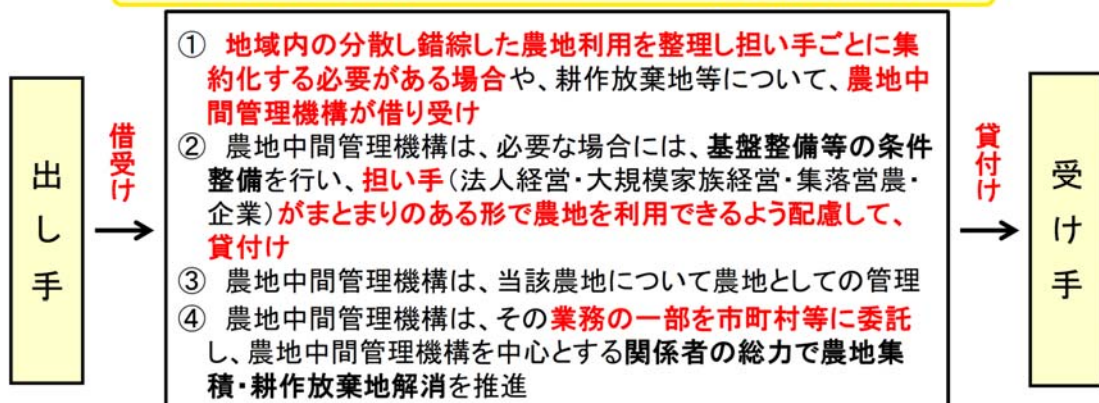 出し手
借受け
① 地域内の分散し錯綜した農地利用を整理し担い手ごとに集
約化する必要がある場合や、耕作放棄地等について、農地中
間管理機構が借り受け
② 農地中間管理機構は、必要な場合には、基盤整備等の条件
整備を行い、担い手(法人経営・大規模家族経営・集落営農・
企業)がまとまりのある形で農地を利用できるよう配慮して、
貸付け
③ 農地中間管理機構は、当該農地について農地としての管理
④ 農地中間管理機構は、その業務の一部を市町村等に委託
し、農地中間管理機構を中心とする関係者の総力で農地集
積・耕作放棄地解消を推進
貸付け
受け手